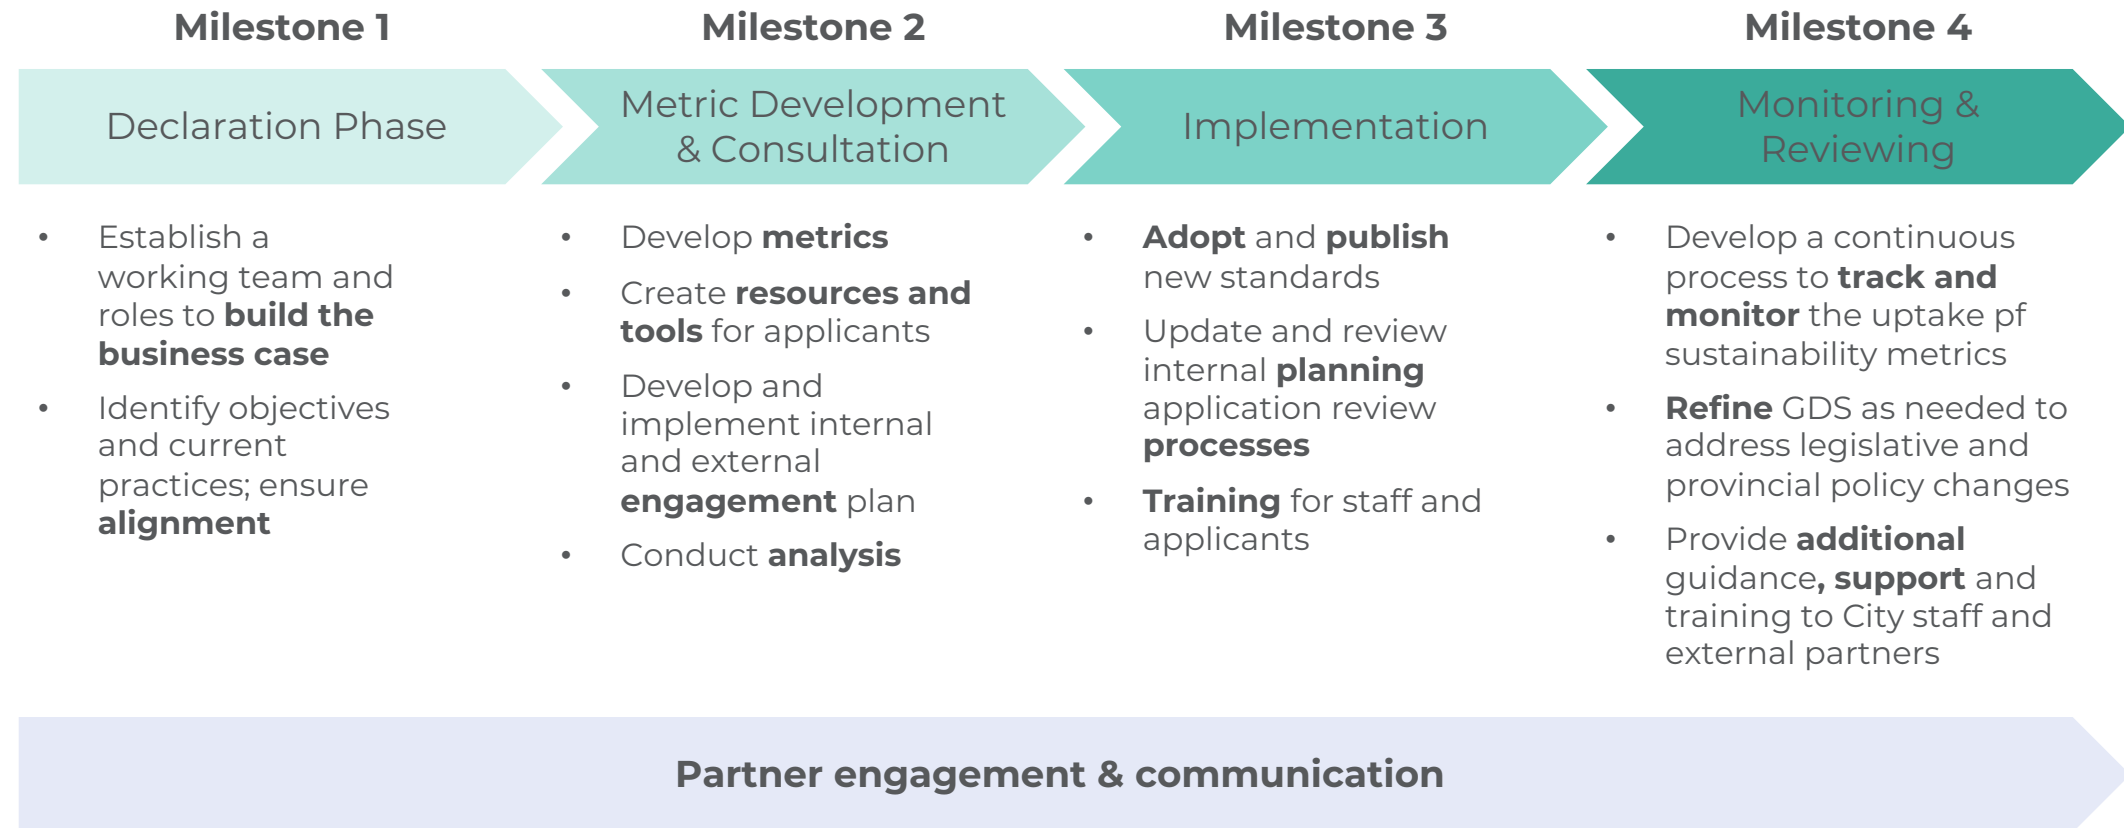 Milestone 1
Declaration Phase
• Establish a
working team and
roles to build the
business case
• Identify objectives
and current
practices; ensure
alignment
Milestone 2
Metric Development
& Consultation
• Develop metrics
• Create resources and
tools for applicants
• Develop and
implement internal
and external
engagement plan
• Conduct analysis
Milestone 3
Implementation
• Adopt and publish
new standards
• Update and review
internal planning
application review
processes
• Training for staff and
applicants
Milestone 4
Monitoring &
Reviewing
• Develop a continuous
process to track and
monitor the uptake pf
sustainability metrics
• Refine GDS as needed to
address legislative and
provincial policy changes
• Provide additional
guidance, support and
training to City staff and
external partners
Partner engagement & communication